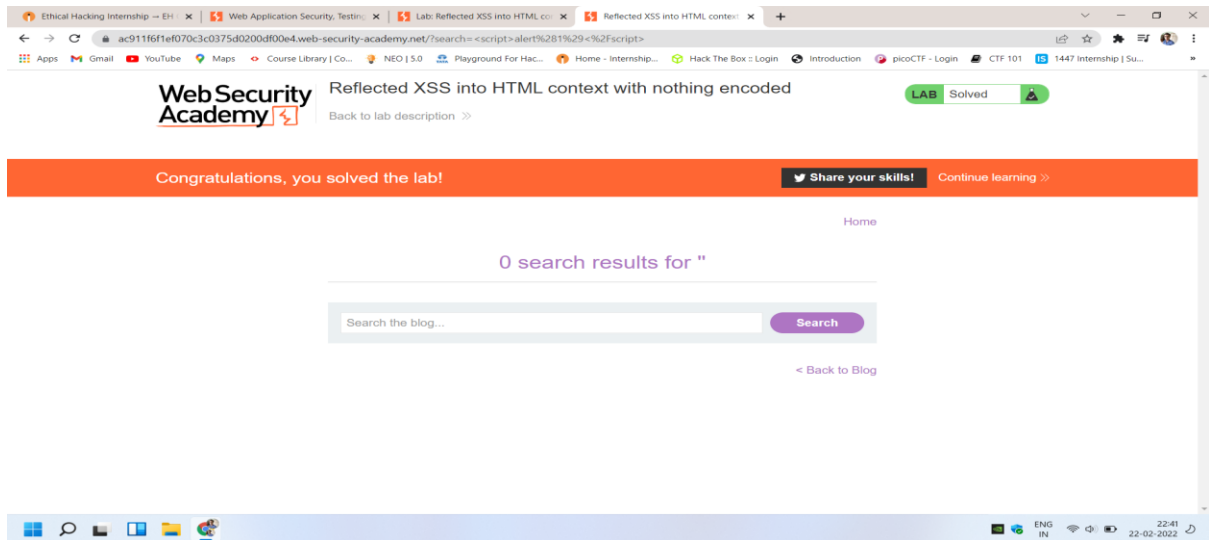 Ethical Hacking Internship → EH
Web Application Security, Testing
Lab: Reflected XSS into HTML co
Reflected XSS into HTML context
ac911f6f1ef070c3c0375d0200df00e4.web-security-academy.net/?search=<script>alert%281%29<%2Fscript>
Apps Gmail YouTube Maps Course Library | Co... NEO | 5.0 Playground For Hac... Home - Internship... Hack The Box :: Login Introduction picoCTF - Login CTF 101 IS 1447 Internship | Su... »
WebSecurity
Academy
Reflected XSS into HTML context with nothing encoded
Back to lab description »
LAB Solved
Congratulations, you solved the lab!
Share your skills!
Continue learning »
Home
0 search results for ''
Search the blog...
Search
< Back to Blog
ENG
IN
22:41
22-02-2022